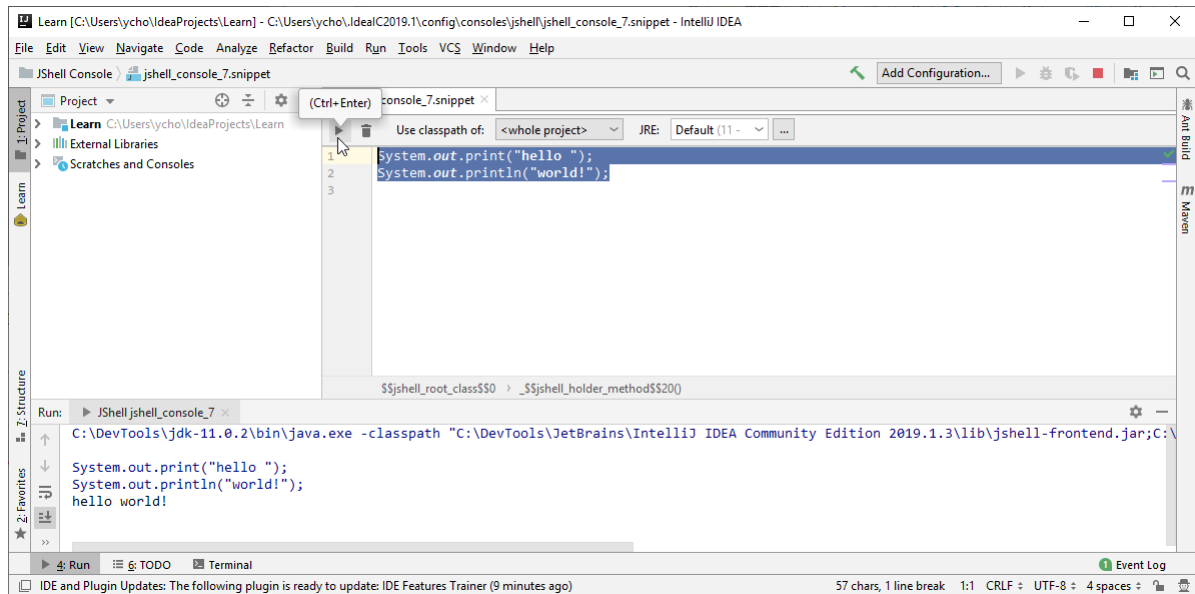 Learn [C:\Users\ycho\IdeaProjects\Learn] - C:\Users\ycho\.IdeaIC2019.1\config\consoles\jshell\jshell_console_7.snippet - IntelliJ IDEA
File Edit View Navigate Code Analyze Refactor Build Run Tools VCS Window Help
JShell Console jshell_console_7.snippet Add Configuration...
1: Project
Learn
7: Structure
2: Favorites
Project
Learn C:\Users\ycho\IdeaProjects\Learn
External Libraries
Scratches and Consoles
(Ctrl+Enter)
console_7.snippet
Use classpath of: <whole project> JRE: Default (11 - ...
1 System.out.print("hello ");
2 System.out.println("world!");
3
$$jshell_root_class$$0 > _$$jshell_holder_method$$20()
Ant Build
m Maven
Run: JShell jshell_console_7
C:\DevTools\jdk-11.0.2\bin\java.exe -classpath "C:\DevTools\JetBrains\IntelliJ IDEA Community Edition 2019.1.3\lib\jshell-frontend.jar;C:\
System.out.print("hello ");
System.out.println("world!");
hello world!
4: Run 6: TODO Terminal 1 Event Log
IDE and Plugin Updates: The following plugin is ready to update: IDE Features Trainer (9 minutes ago) 57 chars, 1 line break 1:1 CRLF UTF-8 4 spaces